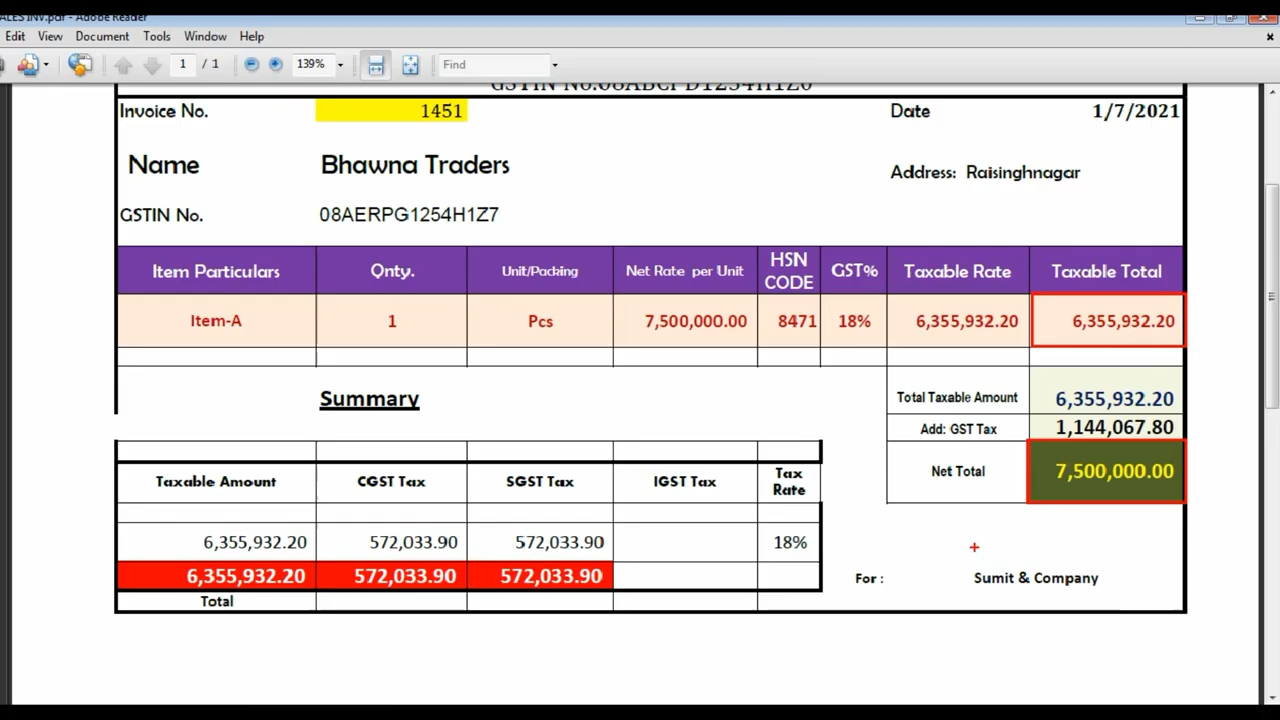 ALES INV.pdf - Adobe Reader
Edit View Document Tools Window Help
1 / 1 139% Find
Invoice No. 1451 Date 1/7/2021
Name Bhawna Traders Address: Raisinghnagar
GSTIN No. 08AERPG1254H1Z7
Item Particulars Qnty. Unit/Packing Net Rate per Unit HSN CODE GST% Taxable Rate Taxable Total
Item-A 1 Pcs 7,500,000.00 8471 18% 6,355,932.20 6,355,932.20
Summary Total Taxable Amount 6,355,932.20
Add: GST Tax 1,144,067.80
Net Total 7,500,000.00
Taxable Amount CGST Tax SGST Tax IGST Tax Tax Rate
6,355,932.20 572,033.90 572,033.90 18%
6,355,932.20 572,033.90 572,033.90
For : Sumit & Company
Total